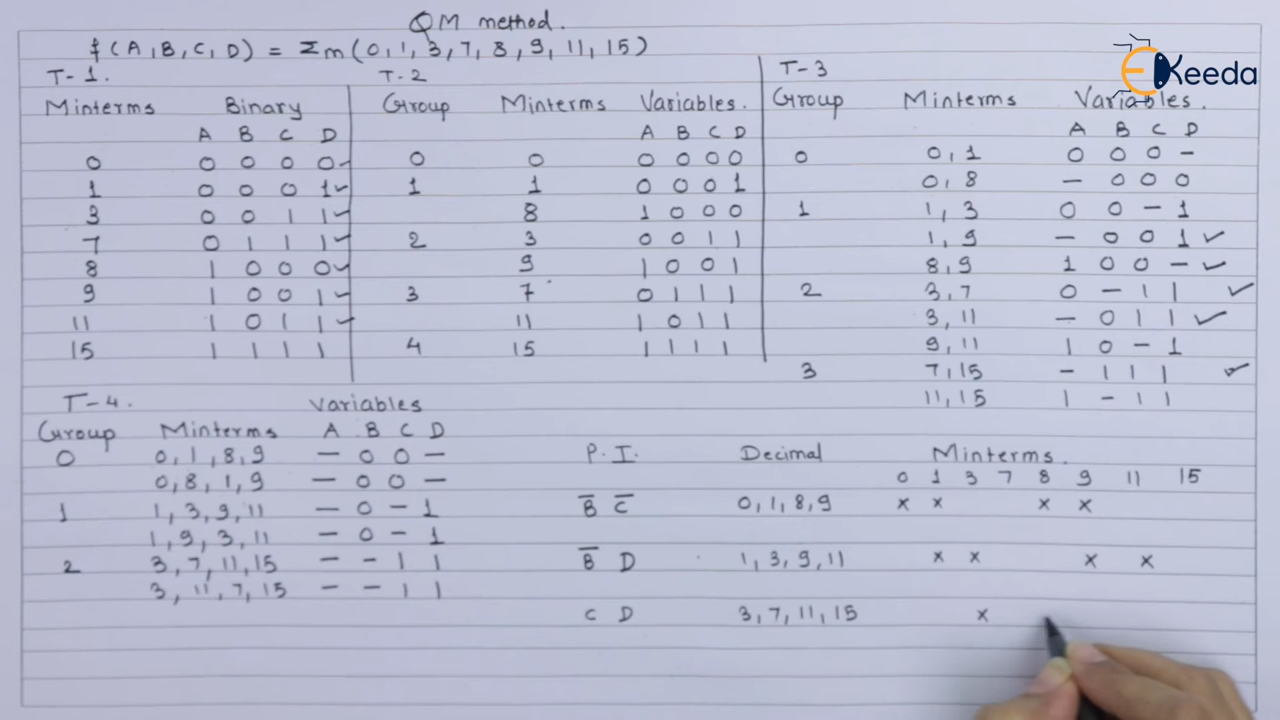 QM method.
f(A,B,C,D) = Σm(0,1,3,7,8,9,11,15)
Keeda
T-1.
Minterms Binary
A B C D
0 0 0 0 0 ✓
1 0 0 0 1 ✓
3 0 0 1 1 ✓
7 0 1 1 1 ✓
8 1 0 0 0 ✓
9 1 0 0 1 ✓
11 1 0 1 1 ✓
15 1 1 1 1
T-2
Group Minterms Variables.
A B C D
0 0 0 0 0 0
1 1 0 0 0 1
8 1 0 0 0
2 3 0 0 1 1
9 1 0 0 1
3 7 0 1 1 1
11 1 0 1 1
4 15 1 1 1 1
T-3
Group Minterms Variables.
A B C D
0 0,1 0 0 0 -
0,8 - 0 0 0
1 1,3 0 0 - 1
1,9 - 0 0 1 ✓
8,9 1 0 0 - ✓
2 3,7 0 - 1 1 ✓
3,11 - 0 1 1 ✓
9,11 1 0 - 1
3 7,15 - 1 1 1 ✓
11,15 1 - 1 1
T-4. Variables
Group Minterms A B C D
0 0,1,8,9 - 0 0 -
0,8,1,9 - 0 0 -
1 1,3,9,11 - 0 - 1
1,9,3,11 - 0 - 1
2 3,7,11,15 - - 1 1
3,11,7,15 - - 1 1
P.I. Decimal Minterms.
0 1 3 7 8 9 11 15
B̅ C̅ 0,1,8,9 x x x x
B̅ D 1,3,9,11 x x x x
C D 3,7,11,15 x